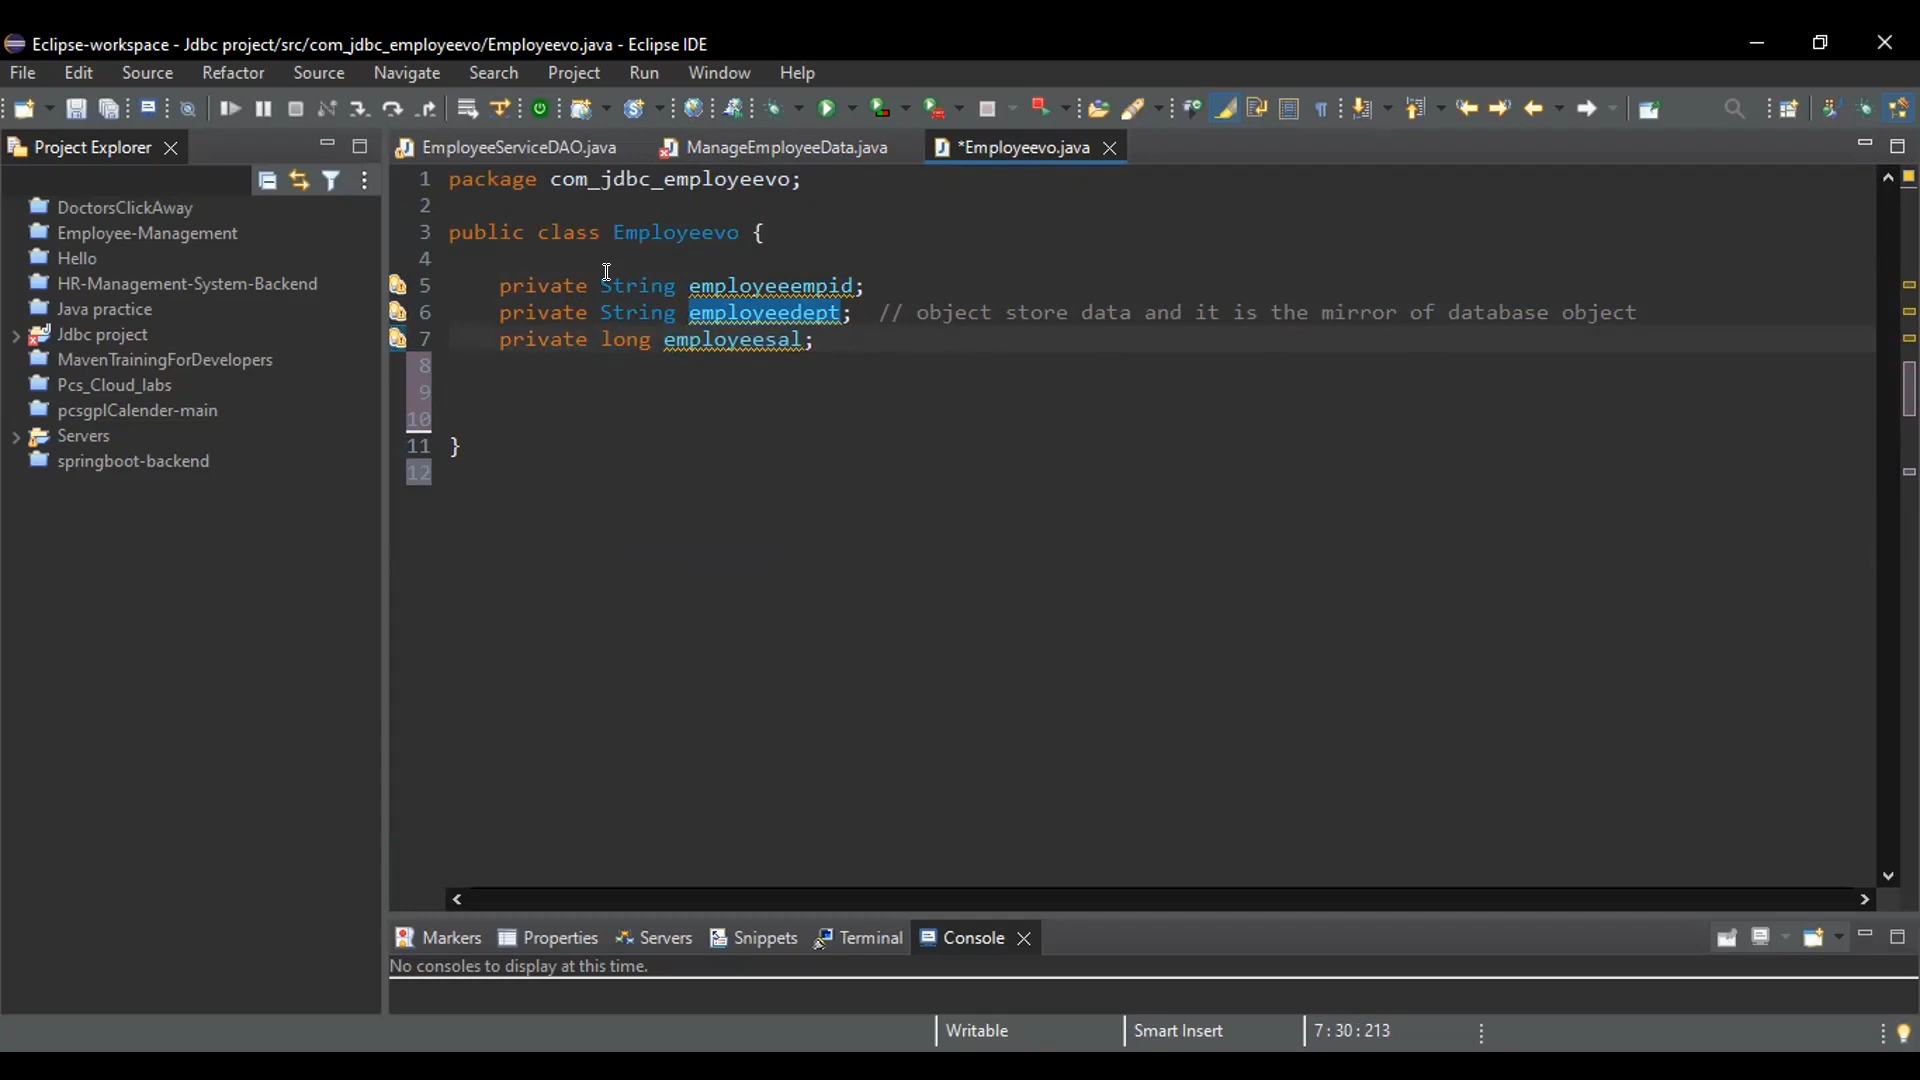 Eclipse-workspace - Jdbc project/src/com_jdbc_employeevo/Employeevo.java - Eclipse IDE
File Edit Source Refactor Source Navigate Search Project Run Window Help
Project Explorer
EmployeeServiceDAO.java
ManageEmployeeData.java
*Employeevo.java
DoctorsClickAway
Employee-Management
Hello
HR-Management-System-Backend
Java practice
Jdbc project
MavenTrainingForDevelopers
Pcs_Cloud_labs
pcsgplCalender-main
Servers
springboot-backend
1 package com_jdbc_employeevo;
2
3 public class Employeevo {
4
5 private String employeeempid;
6 private String employeedept; // object store data and it is the mirror of database object
7 private long employeesal;
8
9
10
11 }
12
Markers Properties Servers Snippets Terminal Console
No consoles to display at this time.
Writable Smart Insert 7 : 30 : 213